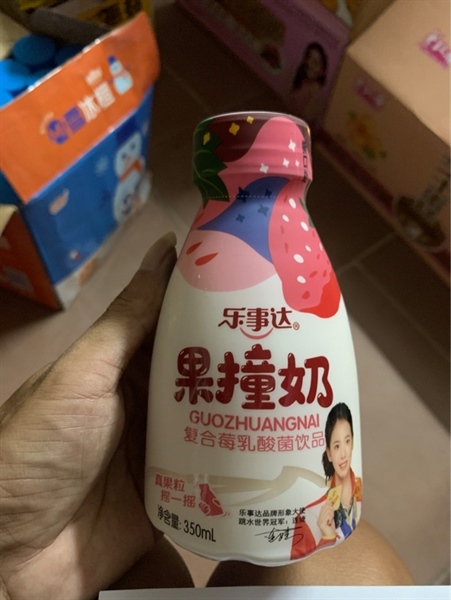 乐事达®
果撞奶
GUOZHUANGNAI
复合莓乳酸菌饮品
真果粒
摇一摇
净含量: 350mL
乐事达品牌形象大使
跳水世界冠军: